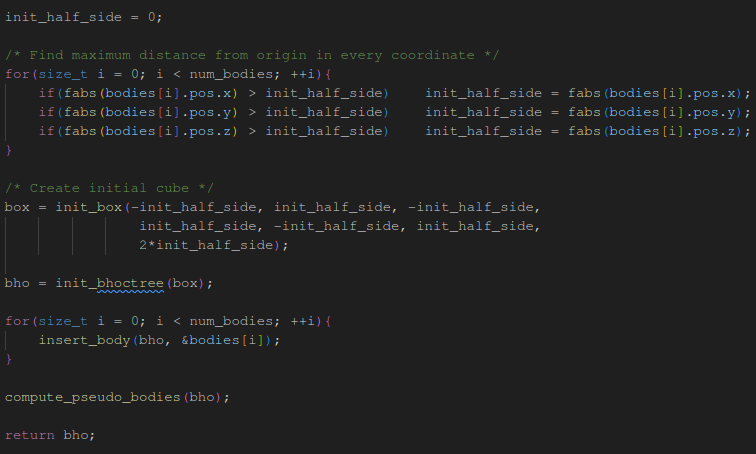 init_half_side = 0;
/* Find maximum distance from origin in every coordinate */
for(size_t i = 0; i < num_bodies; ++i){
if(fabs(bodies[i].pos.x) > init_half_side) init_half_side = fabs(bodies[i].pos.x);
if(fabs(bodies[i].pos.y) > init_half_side) init_half_side = fabs(bodies[i].pos.y);
if(fabs(bodies[i].pos.z) > init_half_side) init_half_side = fabs(bodies[i].pos.z);
}
/* Create initial cube */
box = init_box(-init_half_side, init_half_side, -init_half_side,
init_half_side, -init_half_side, init_half_side,
2*init_half_side);
bho = init_bhoctree(box);
for(size_t i = 0; i < num_bodies; ++i){
insert_body(bho, &bodies[i]);
}
compute_pseudo_bodies(bho);
return bho;